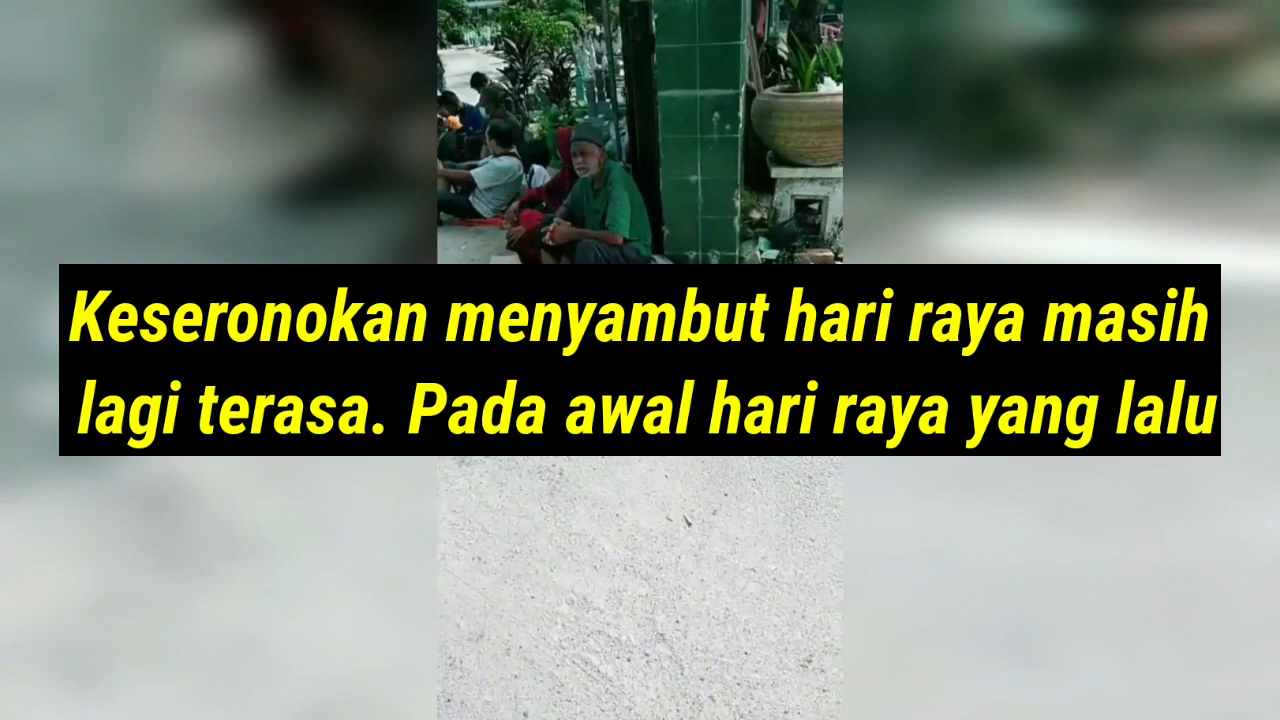 Keseronokan menyambut hari raya masih
lagi terasa. Pada awal hari raya yang lalu